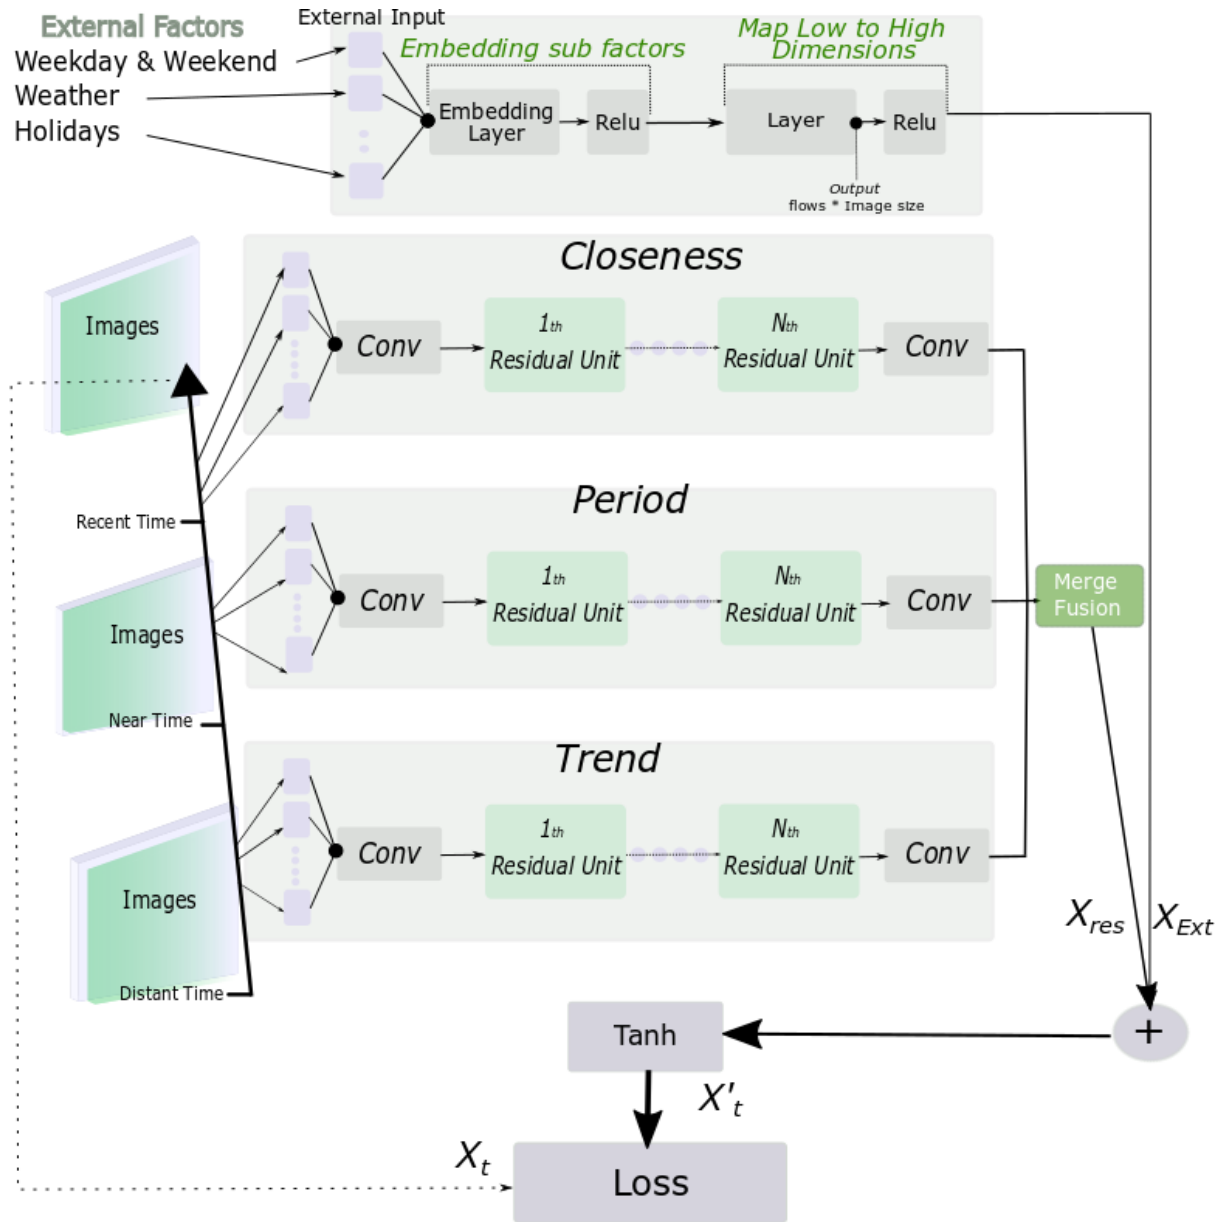 External Factors
External Input
Weekday & Weekend
Weather
Holidays
Embedding sub factors
Map Low to High
Dimensions
Embedding
Layer
Relu
Layer
Relu
Output
flows * Image size
Closeness
Images
Conv
1th
Residual Unit
Nth
Residual Unit
Conv
Recent Time
Period
Images
Conv
1th
Residual Unit
Nth
Residual Unit
Conv
Merge
Fusion
Near Time
Trend
Images
Conv
1th
Residual Unit
Nth
Residual Unit
Conv
Distant Time
Xres
XExt
+
Tanh
X't
Xt
Loss